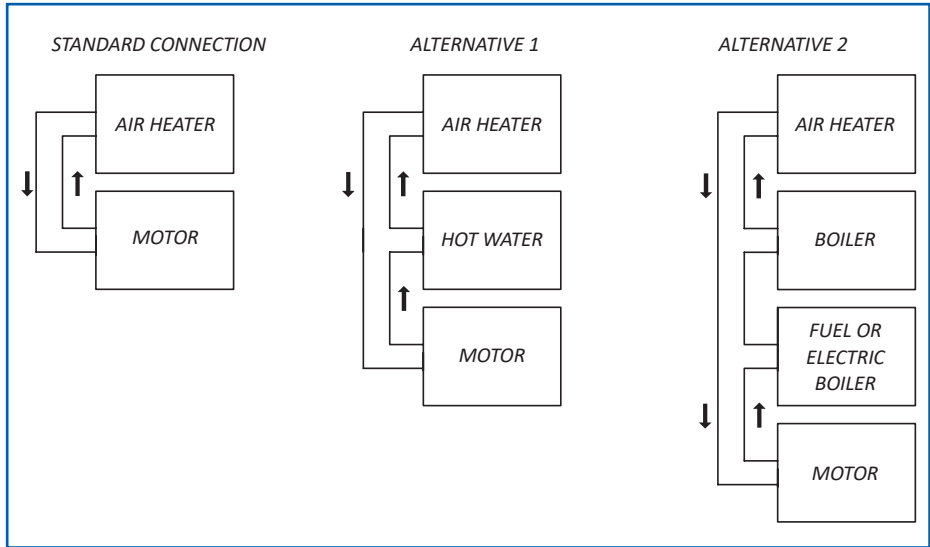 STANDARD CONNECTION
AIR HEATER
MOTOR
ALTERNATIVE 1
AIR HEATER
HOT WATER
MOTOR
ALTERNATIVE 2
AIR HEATER
BOILER
FUEL OR
ELECTRIC
BOILER
MOTOR